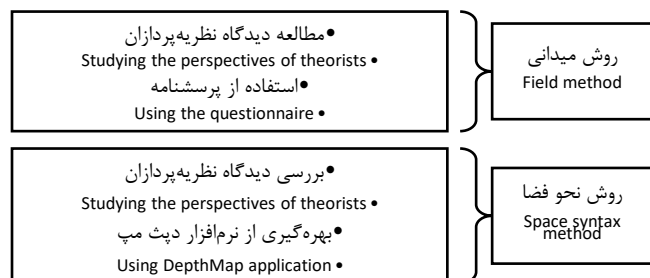 روش میدانی
Field method
•مطالعه دیدگاه نظریه‌پردازان
Studying the perspectives of theorists •
•استفاده از پرسشنامه
Using the questionnaire •
روش نحو فضا
Space syntax
method
•بررسی دیدگاه نظریه‌پردازان
Studying the perspectives of theorists •
•بهره‌گیری از نرم‌افزار دپث مپ
Using DepthMap application •